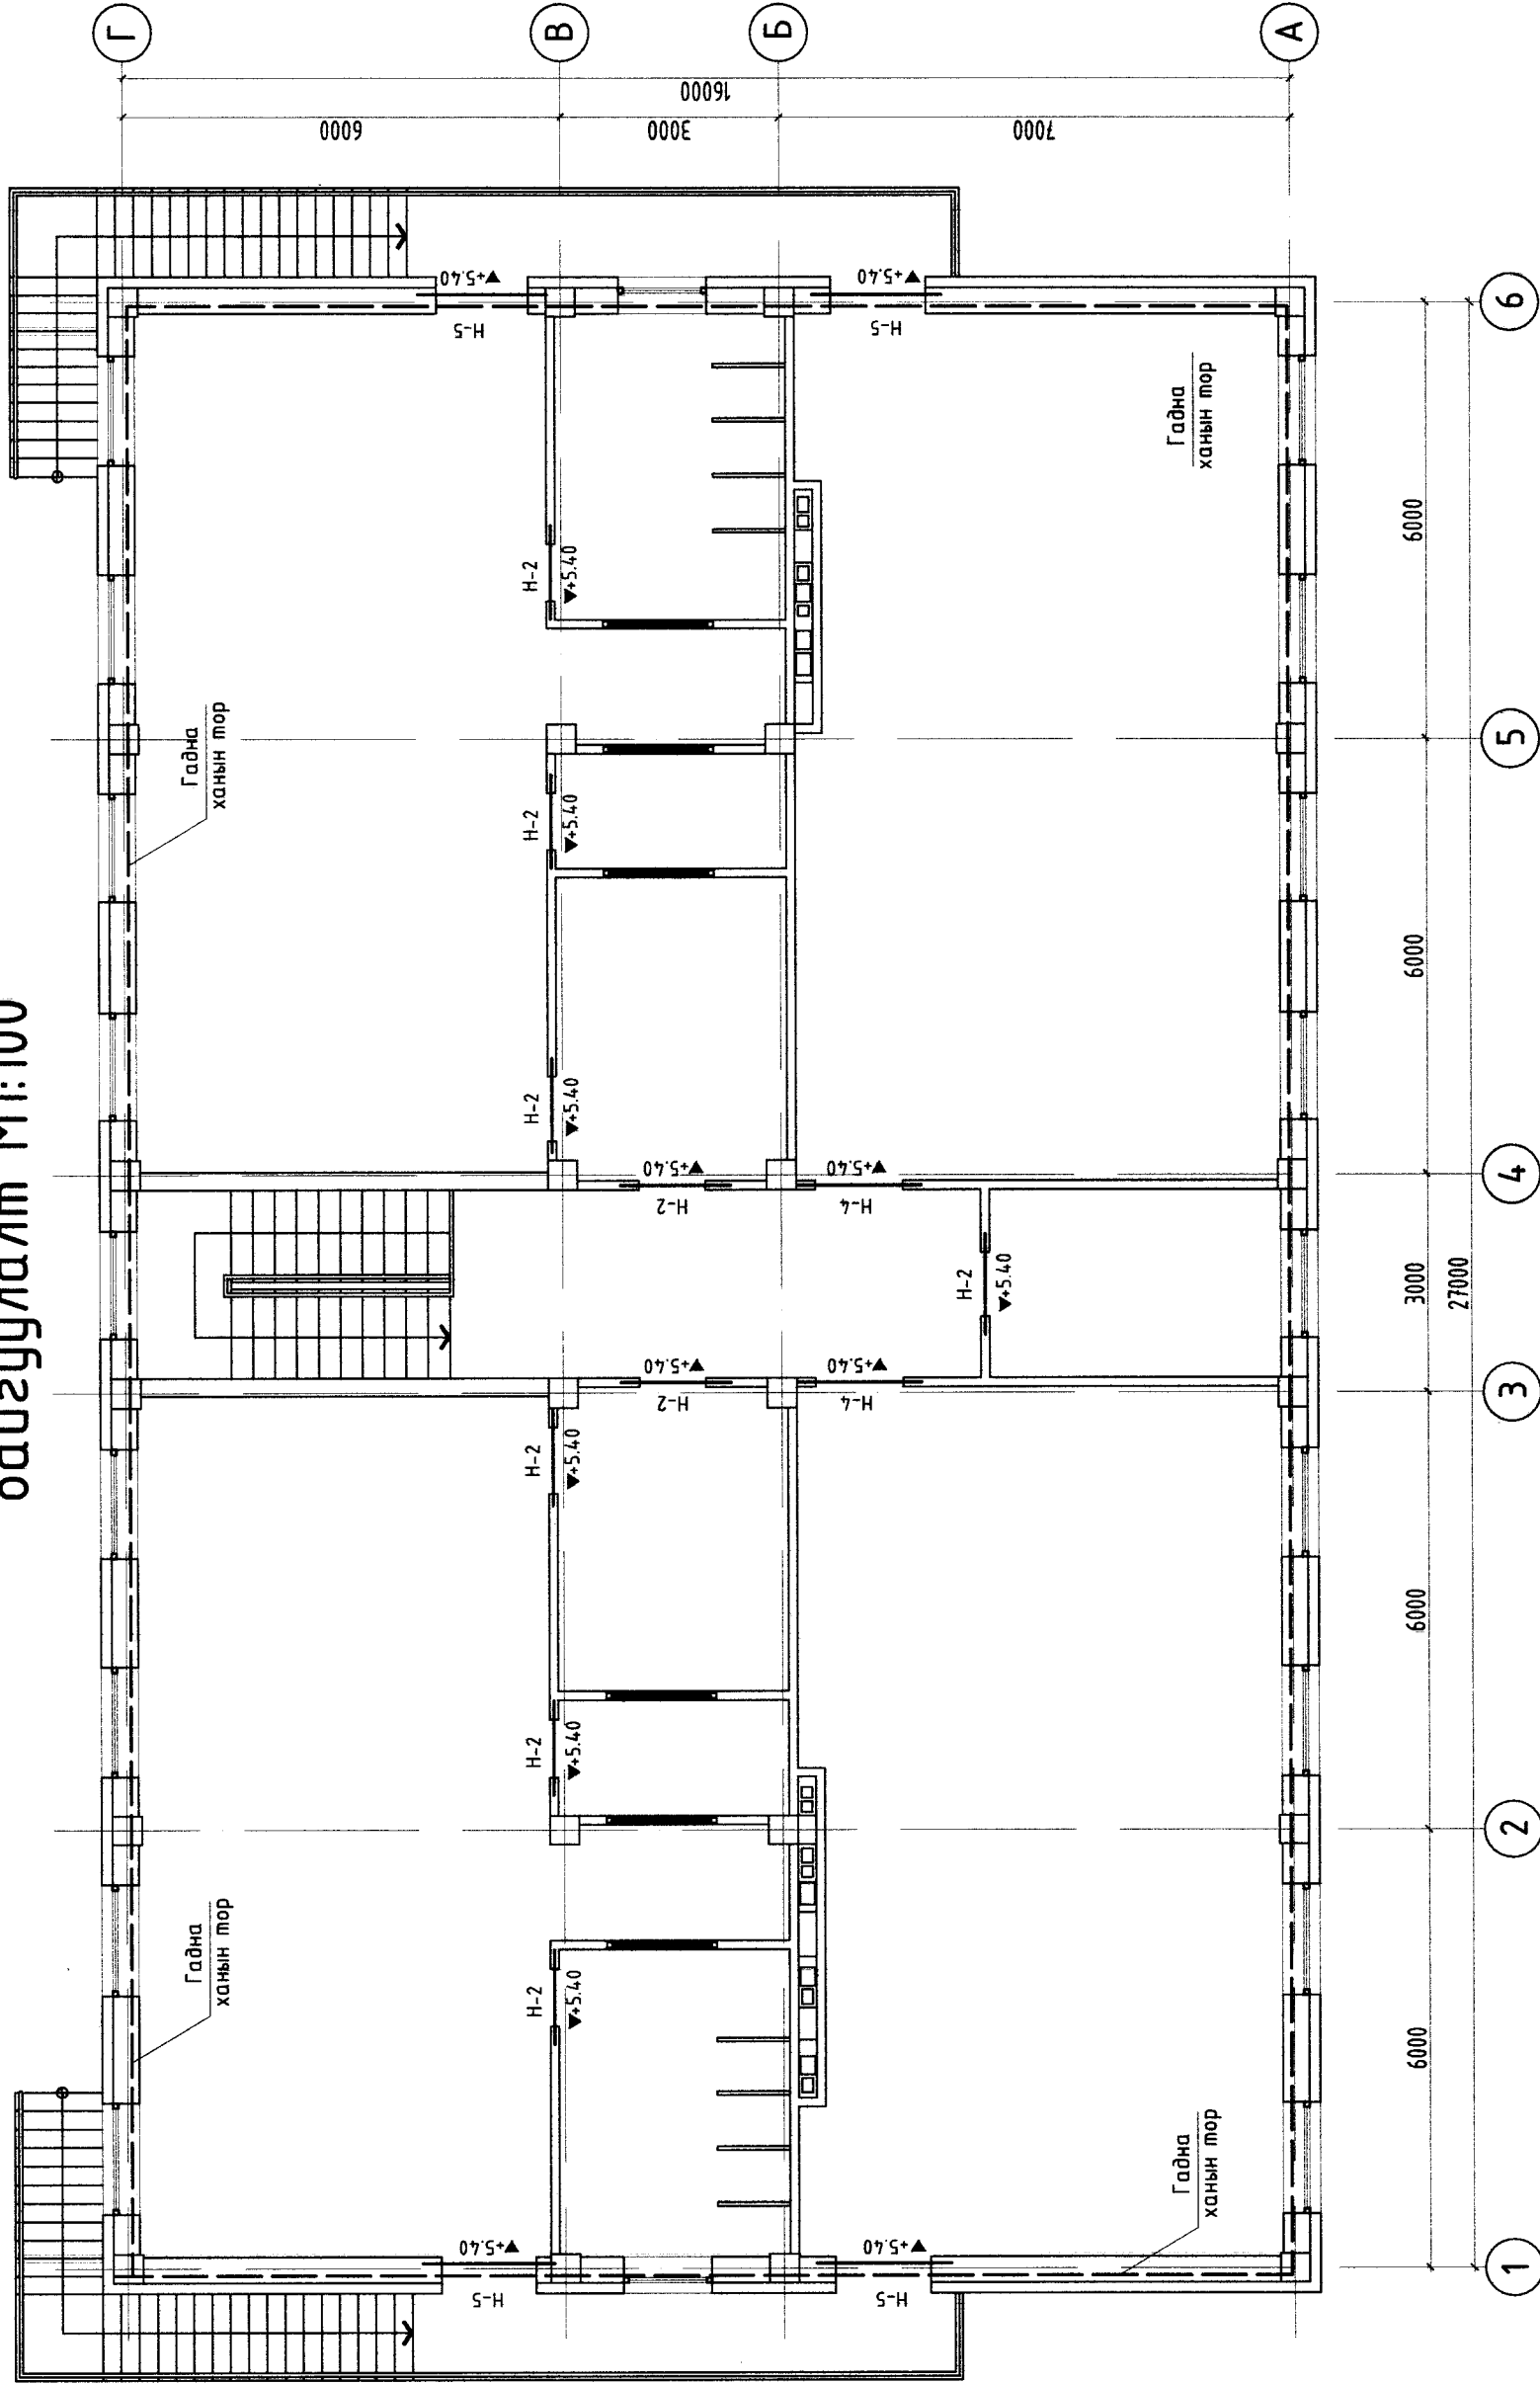 байгуулалт М1:100
Г
Гадна
ханын тор
Гадна
ханын тор
6000
Н-5
+5.40
+5.40
Н-5
Н-2
+5.40
Н-2
+5.40
Н-2
+5.40
Н-2
+5.40
Н-2
+5.40
Н-2
+5.40
В
3000
16000
Н-2
+5.40
+5.40
Н-2
Б
Н-4
+5.40
+5.40
Н-4
Н-5
+5.40
+5.40
Н-5
Н-2
+5.40
7000
Гадна
ханын тор
Гадна
ханын тор
А
6000
6000
3000
6000
6000
27000
1
2
3
4
5
6